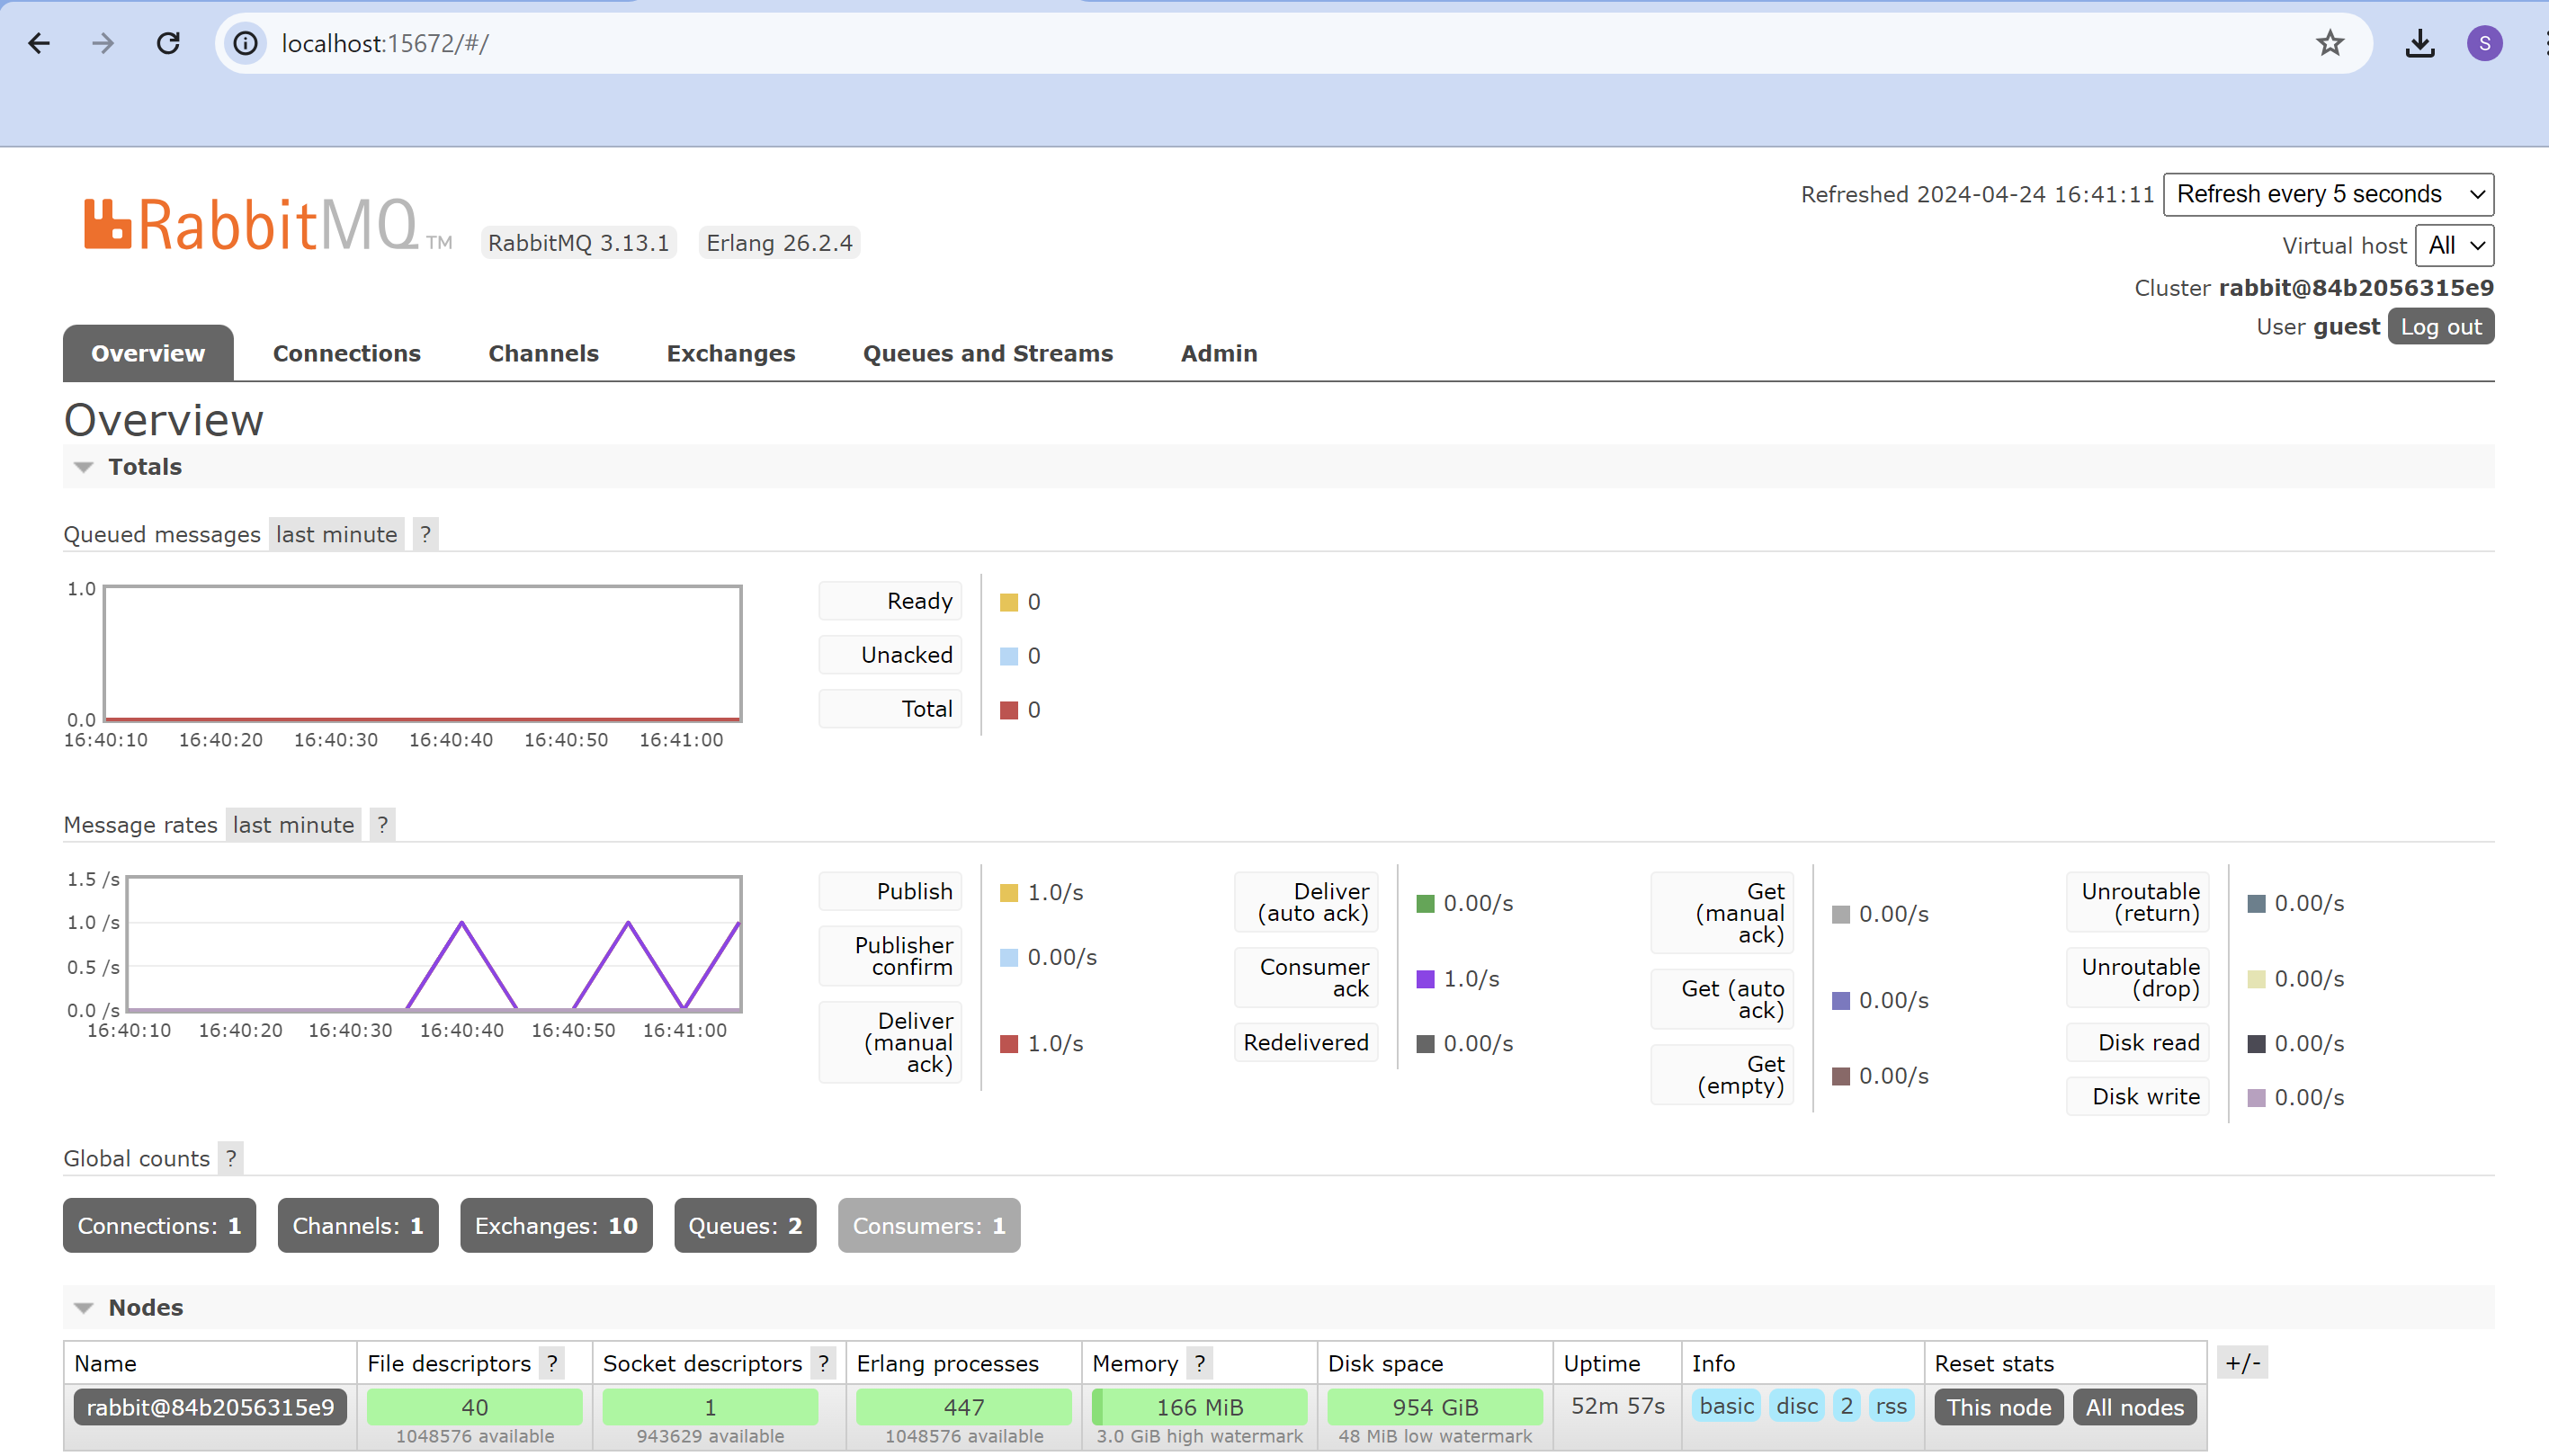 localhost:15672/#/
S
RabbitMQ TM
RabbitMQ 3.13.1 Erlang 26.2.4
Refreshed 2024-04-24 16:41:11 Refresh every 5 seconds
Virtual host All
Cluster rabbit@84b2056315e9
User guest Log out
Overview Connections Channels Exchanges Queues and Streams Admin
Overview
Totals
Queued messages last minute ?
1.0
0.0
16:40:10 16:40:20 16:40:30 16:40:40 16:40:50 16:41:00
Ready 0
Unacked 0
Total 0
Message rates last minute ?
1.5 /s
1.0 /s
0.5 /s
0.0 /s
16:40:10 16:40:20 16:40:30 16:40:40 16:40:50 16:41:00
Publish 1.0/s
Publisher
confirm 0.00/s
Deliver
(manual
ack) 1.0/s
Deliver
(auto ack) 0.00/s
Consumer
ack 1.0/s
Redelivered 0.00/s
Get
(manual
ack) 0.00/s
Get (auto
ack) 0.00/s
Get
(empty) 0.00/s
Unroutable
(return) 0.00/s
Unroutable
(drop) 0.00/s
Disk read 0.00/s
Disk write 0.00/s
Global counts ?
Connections: 1 Channels: 1 Exchanges: 10 Queues: 2 Consumers: 1
Nodes
Name File descriptors ? Socket descriptors ? Erlang processes Memory ? Disk space Uptime Info Reset stats +/-
rabbit@84b2056315e9 40 1 447 166 MiB 954 GiB 52m 57s basic disc 2 rss This node All nodes
1048576 available 943629 available 1048576 available 3.0 GiB high watermark 48 MiB low watermark